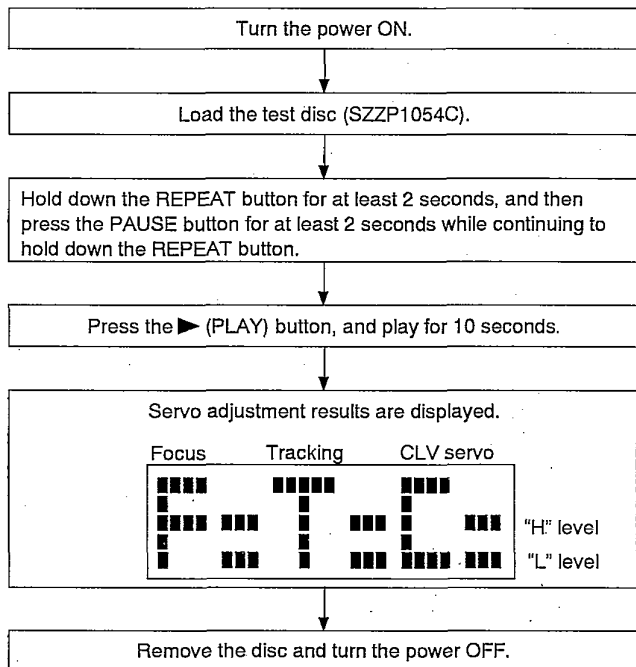 Turn the power ON.
Load the test disc (SZZP1054C).
Hold down the REPEAT button for at least 2 seconds, and then
press the PAUSE button for at least 2 seconds while continuing to
hold down the REPEAT button.
Press the ▶ (PLAY) button, and play for 10 seconds.
Servo adjustment results are displayed.
Focus Tracking CLV servo
F T C
"H" level
"L" level
Remove the disc and turn the power OFF.